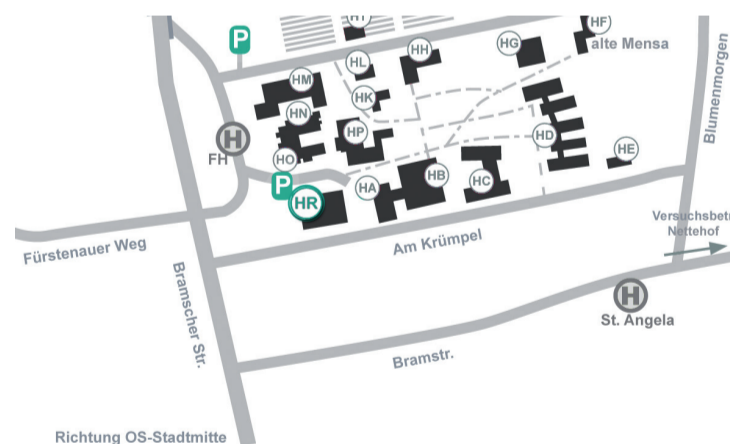 HF
HG
alte Mensa
P
HH
HL
HM
HK
HN
H
HP
HD
FH
HO
HE
Blumenmorgen
P
HR
HA
HB
HC
Versuchsbetr
Nettehof
Am Krümpel
Fürstenauer Weg
Bramscher Str.
H
St. Angela
Bramstr.
Richtung OS-Stadtmitte